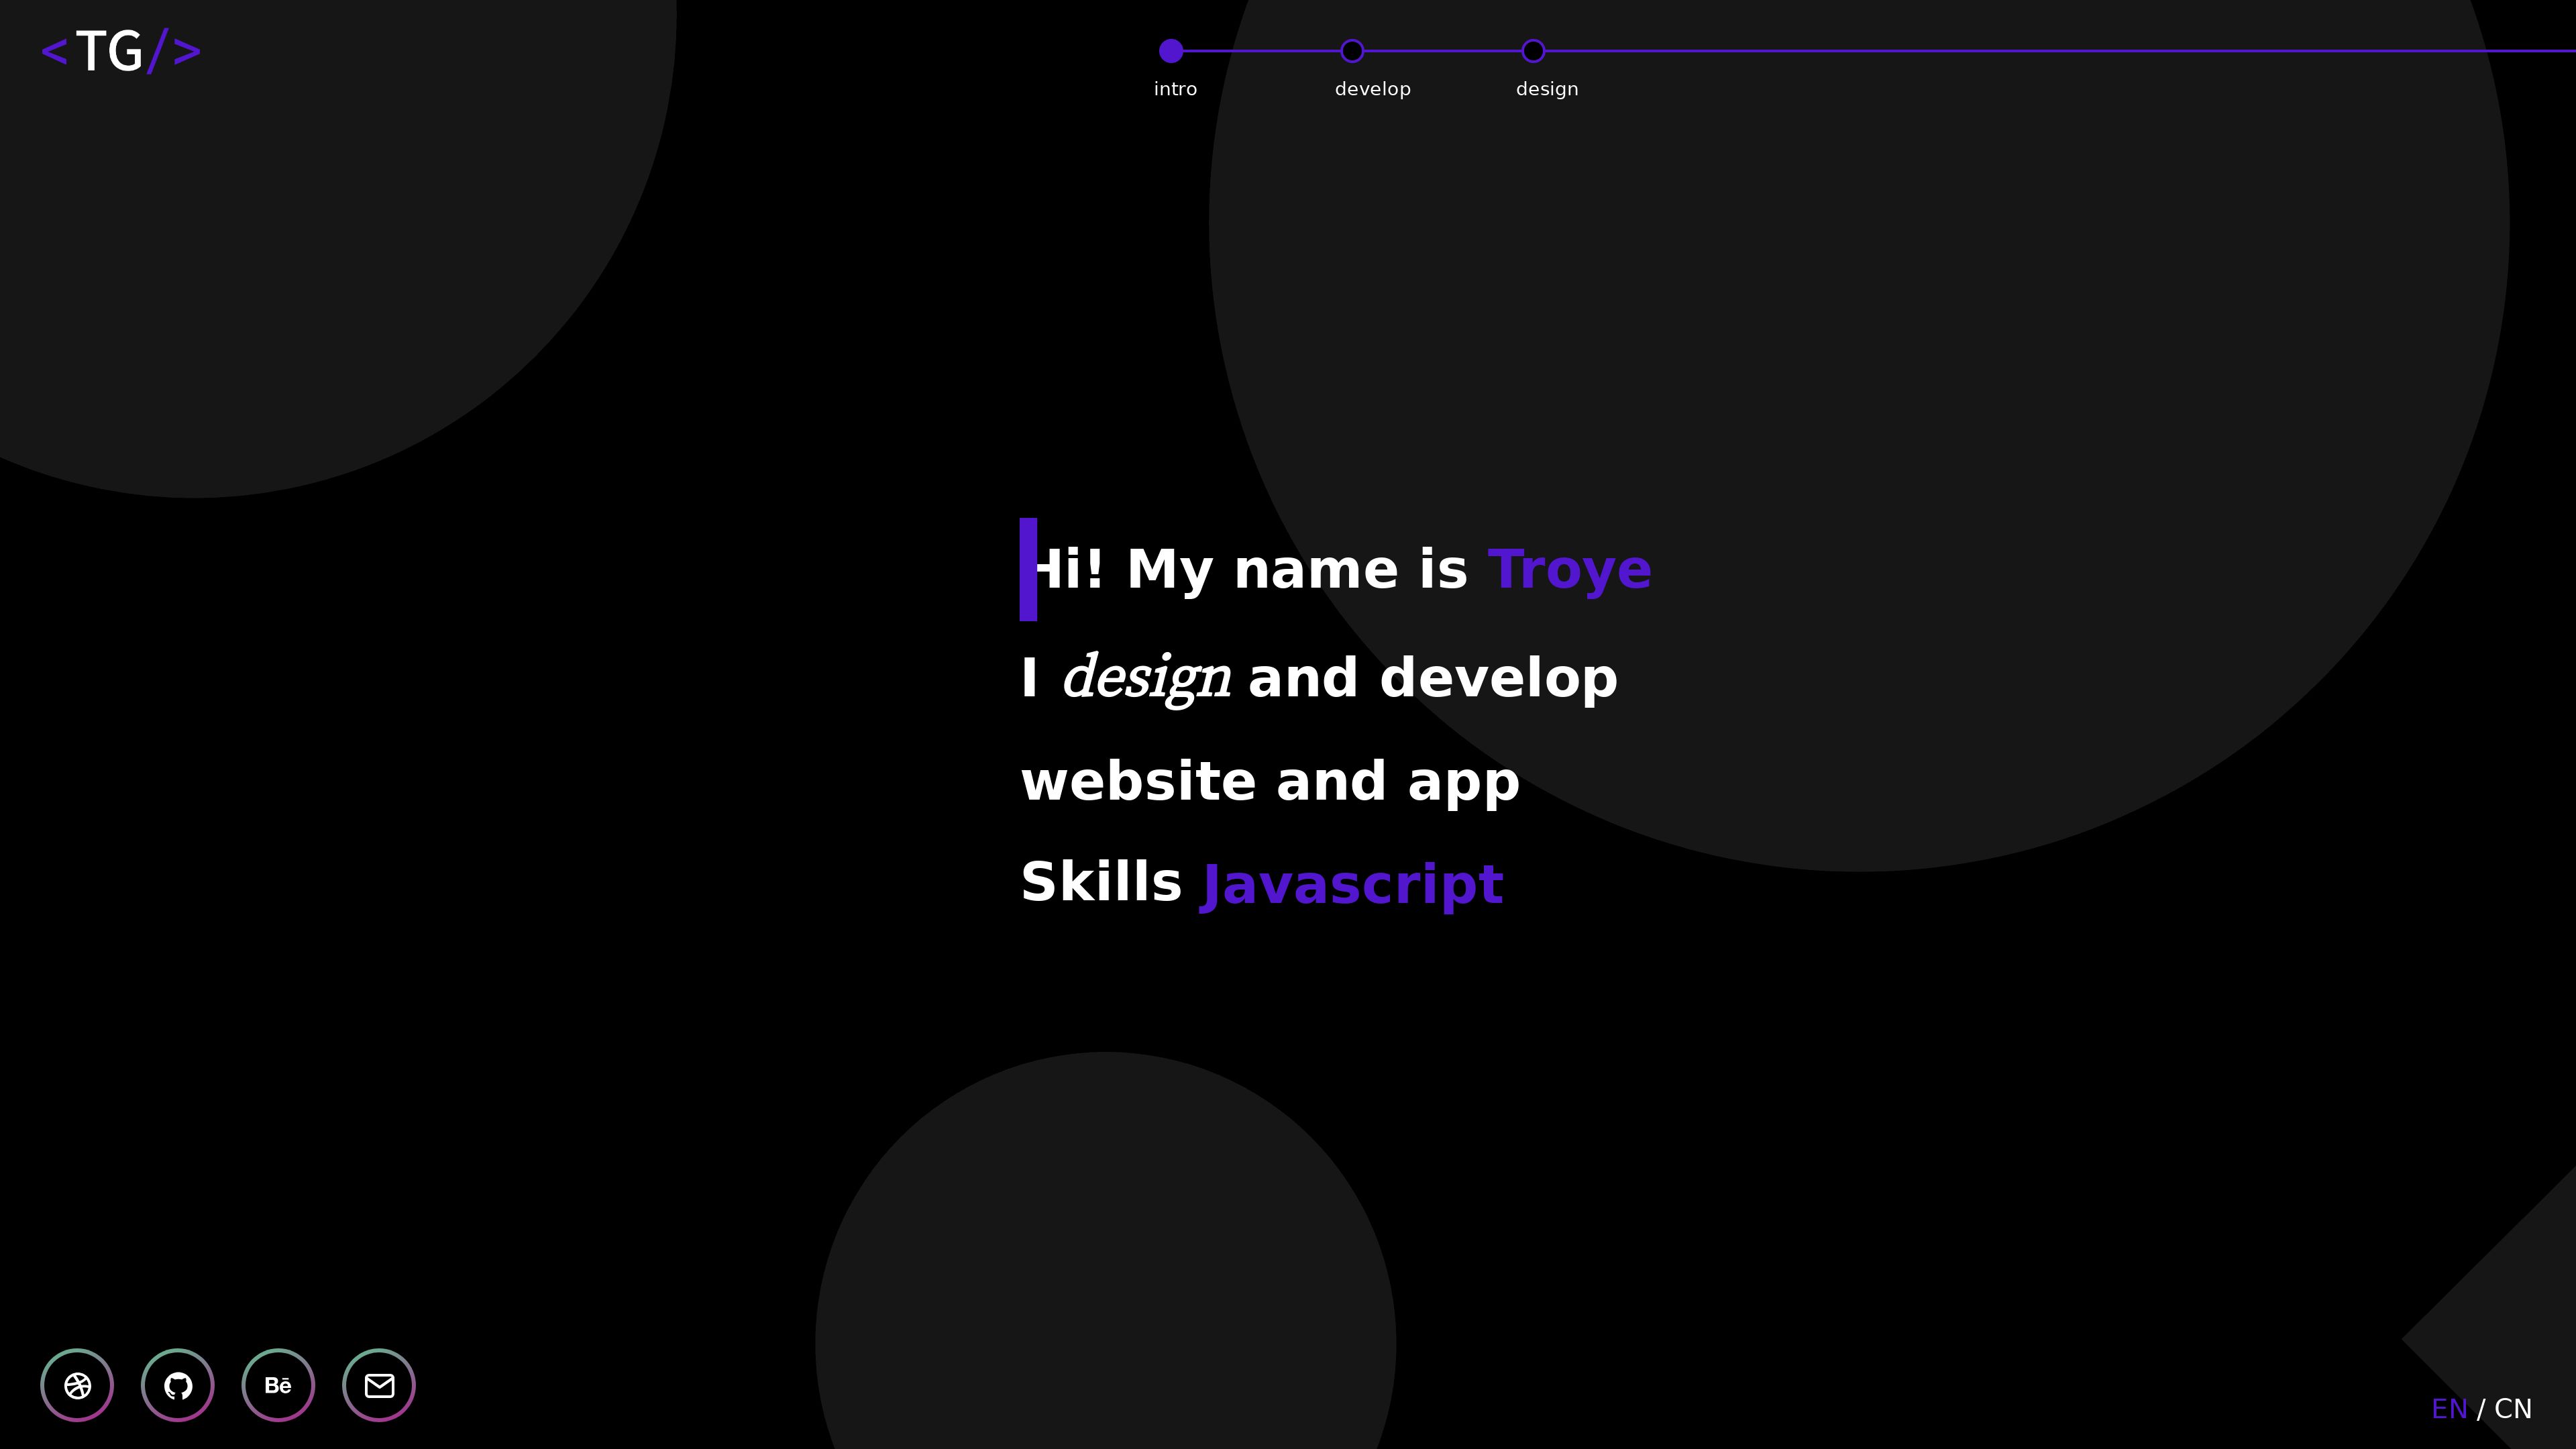 <TG/>
intro
develop
design
Hi! My name is Troye
I design and develop
website and app
Skills Javascript
Bē
EN / CN